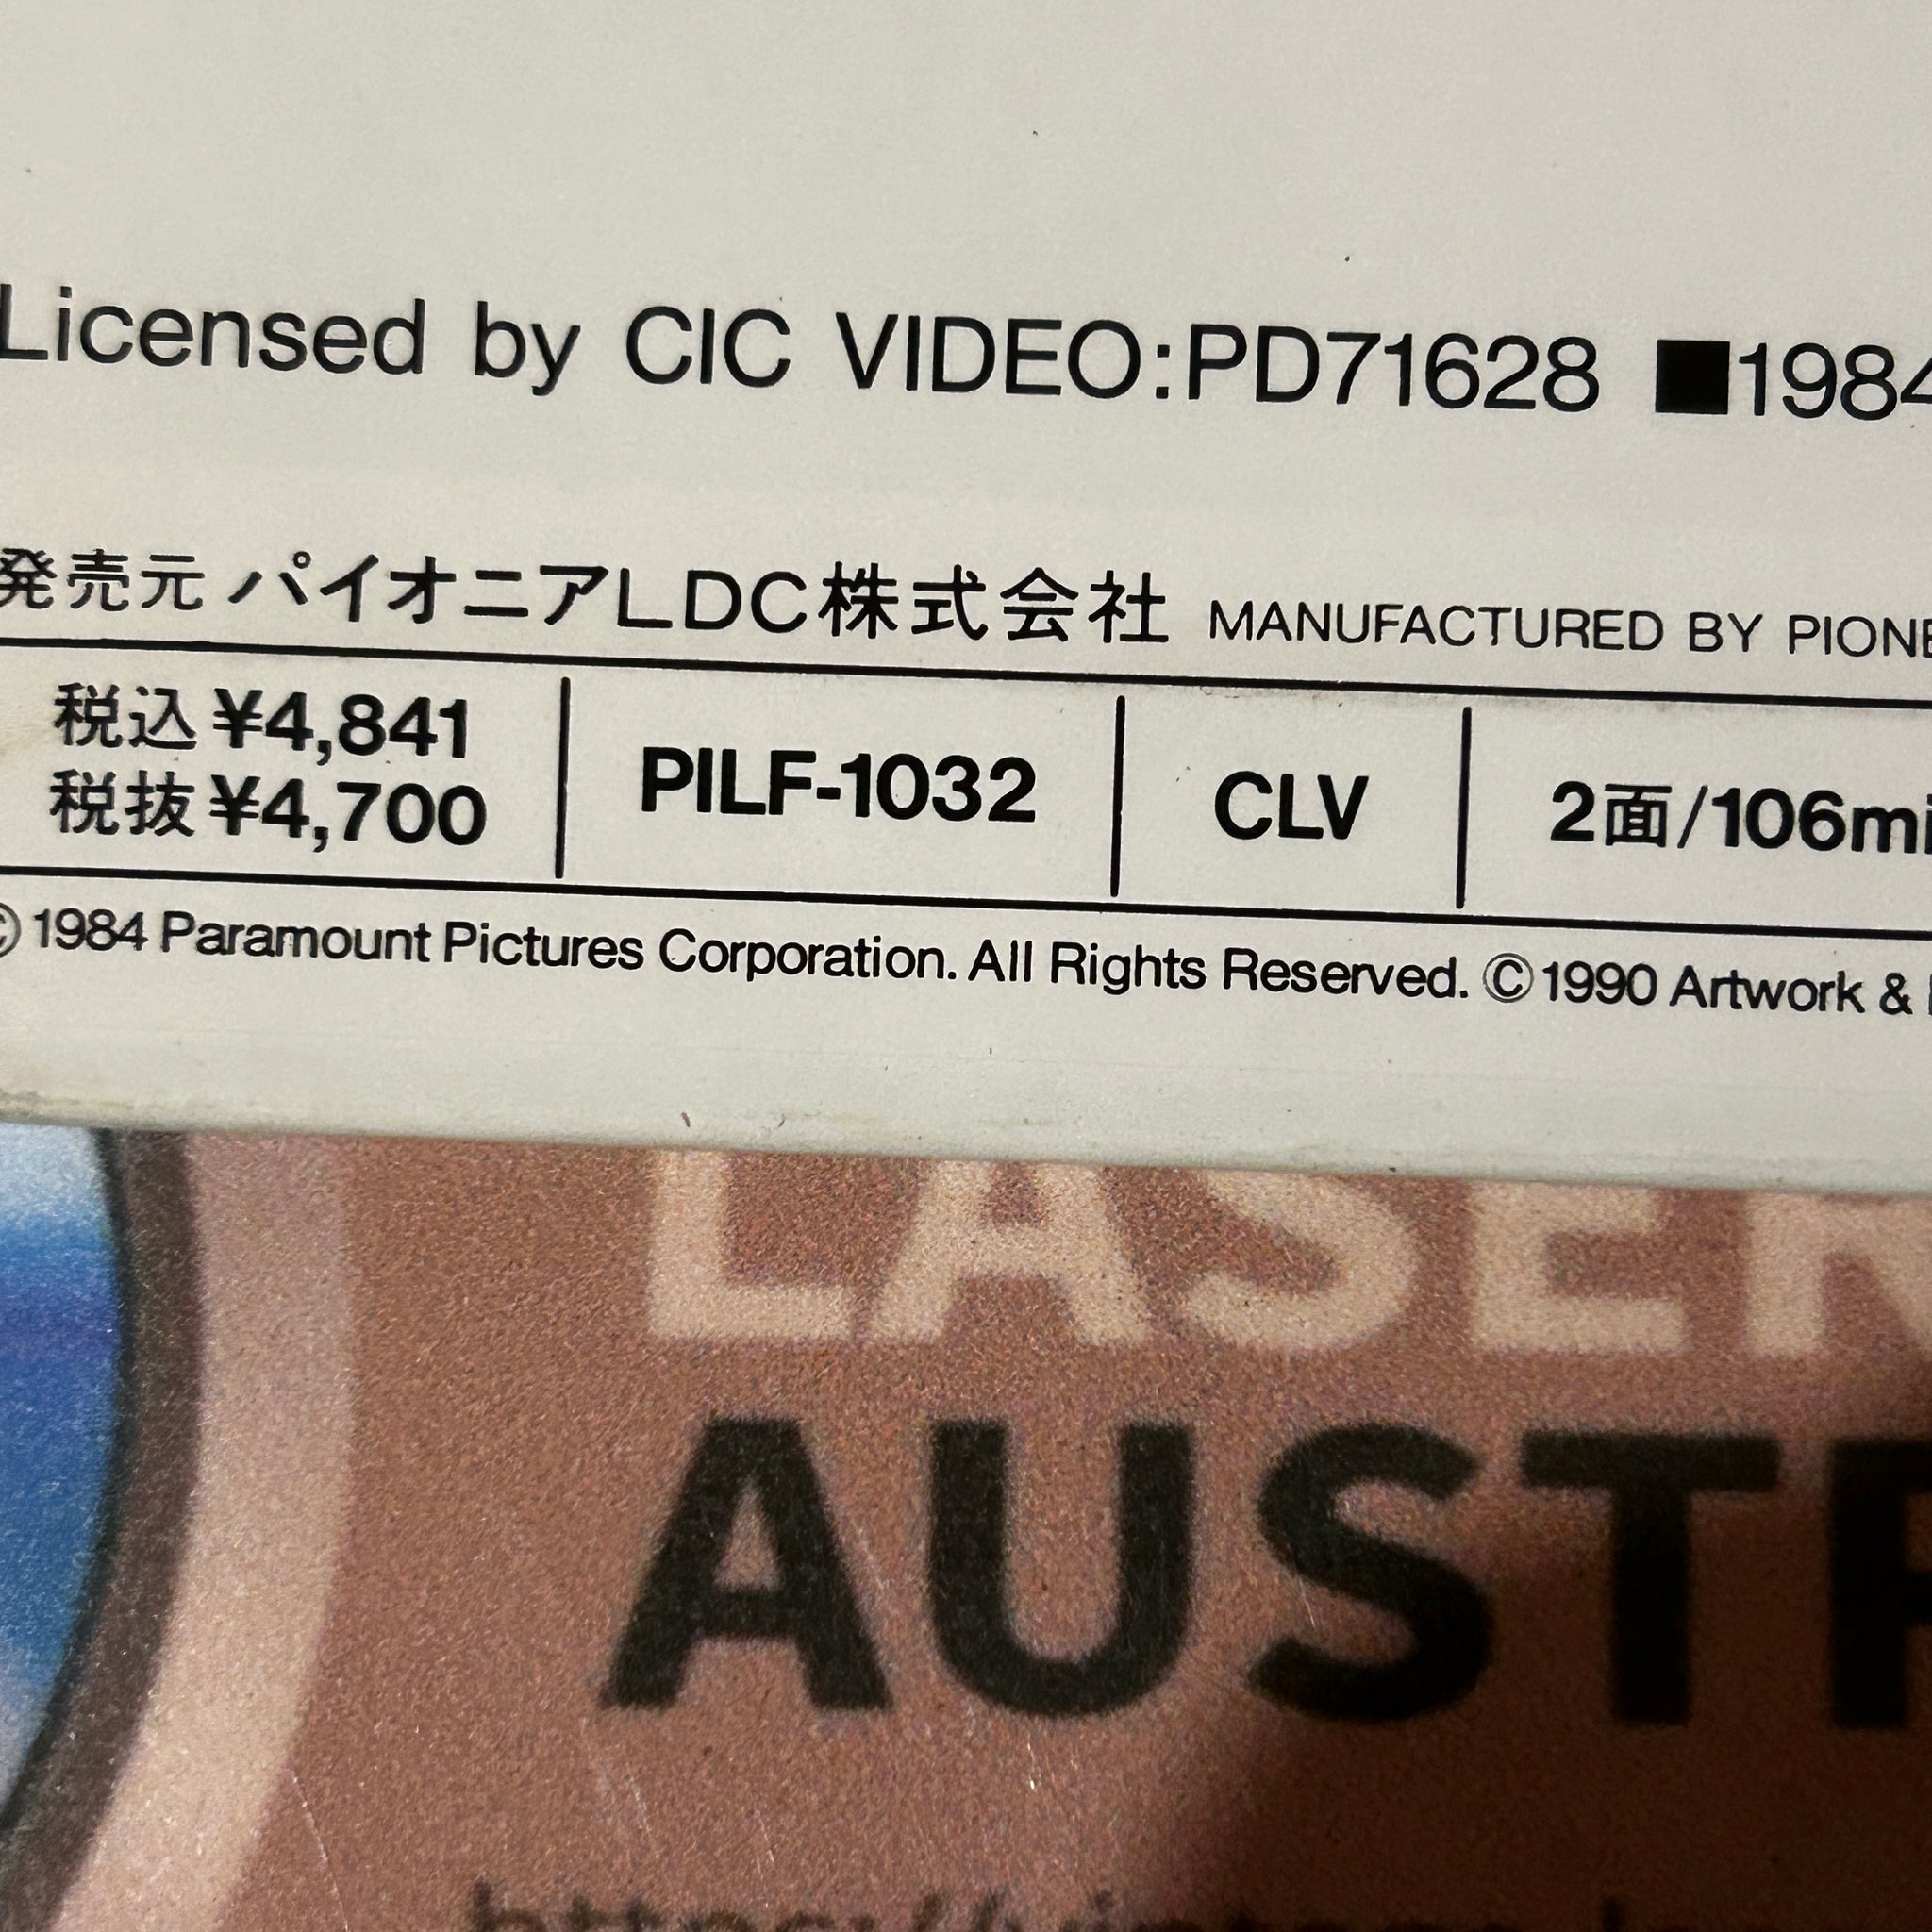 Licensed by CIC VIDEO:PD71628 ■1984
発売元 パイオニアLDC株式会社 MANUFACTURED BY PIONE
税込 ¥4,841
税抜 ¥4,700
PILF-1032
CLV
2面/106mi
© 1984 Paramount Pictures Corporation. All Rights Reserved. © 1990 Artwork &
LASER
AUSTR